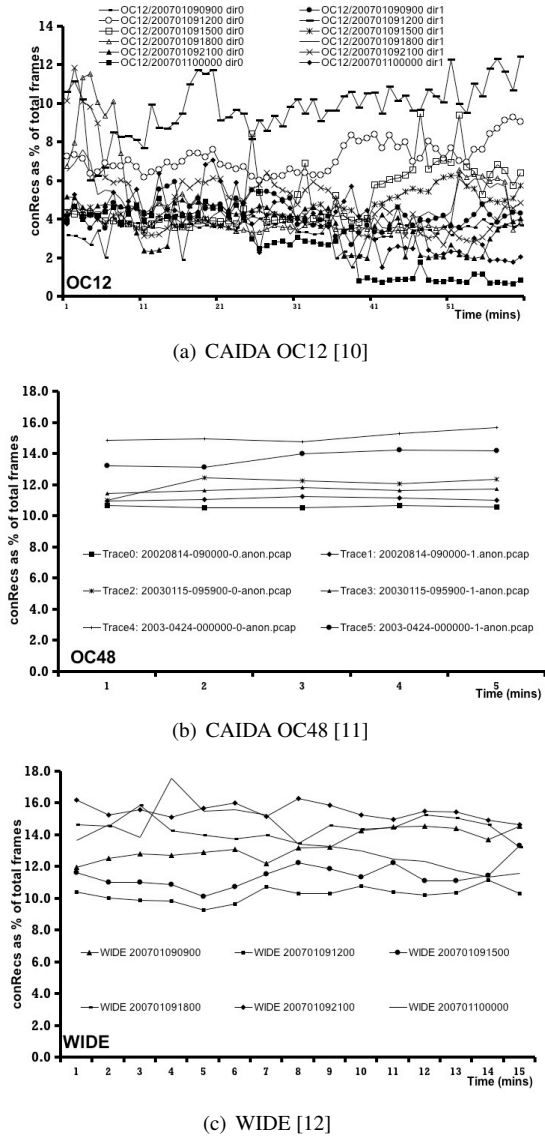 OC12/200701090900 dir0 OC12/200701090900 dir1
OC12/200701091200 dir0 OC12/200701091200 dir1
OC12/200701091500 dir0 OC12/200701091500 dir1
OC12/200701091800 dir0 OC12/200701091800 dir1
OC12/200701092100 dir0 OC12/200701092100 dir1
OC12/200701100000 dir0 OC12/200701100000 dir1
conRecs as % of total frames
14
12
10
8
6
4
2
0
OC12
1 11 21 31 41 51
Time (mins)
(a) CAIDA OC12 [10]
conRecs as % of total frames
18.0
16.0
14.0
12.0
10.0
8.0
6.0
4.0
2.0
0.0
Trace0: 20020814-090000-0.anon.pcap Trace1: 20020814-090000-1.anon.pcap
Trace2: 20030115-095900-0-anon.pcap Trace3: 20030115-095900-1-anon.pcap
Trace4: 2003-0424-000000-0-anon.pcap Trace5: 2003-0424-000000-1-anon.pcap
OC48
1 2 3 4 5
Time (mins)
(b) CAIDA OC48 [11]
conRecs as % of total frames
18.0
16.0
14.0
12.0
10.0
8.0
6.0
4.0
2.0
0.0
WIDE 200701090900 WIDE 200701091200 WIDE 200701091500
WIDE 200701091800 WIDE 200701092100 WIDE 200701100000
WIDE
1 2 3 4 5 6 7 8 9 10 11 12 13 14 15
Time (mins)
(c) WIDE [12]